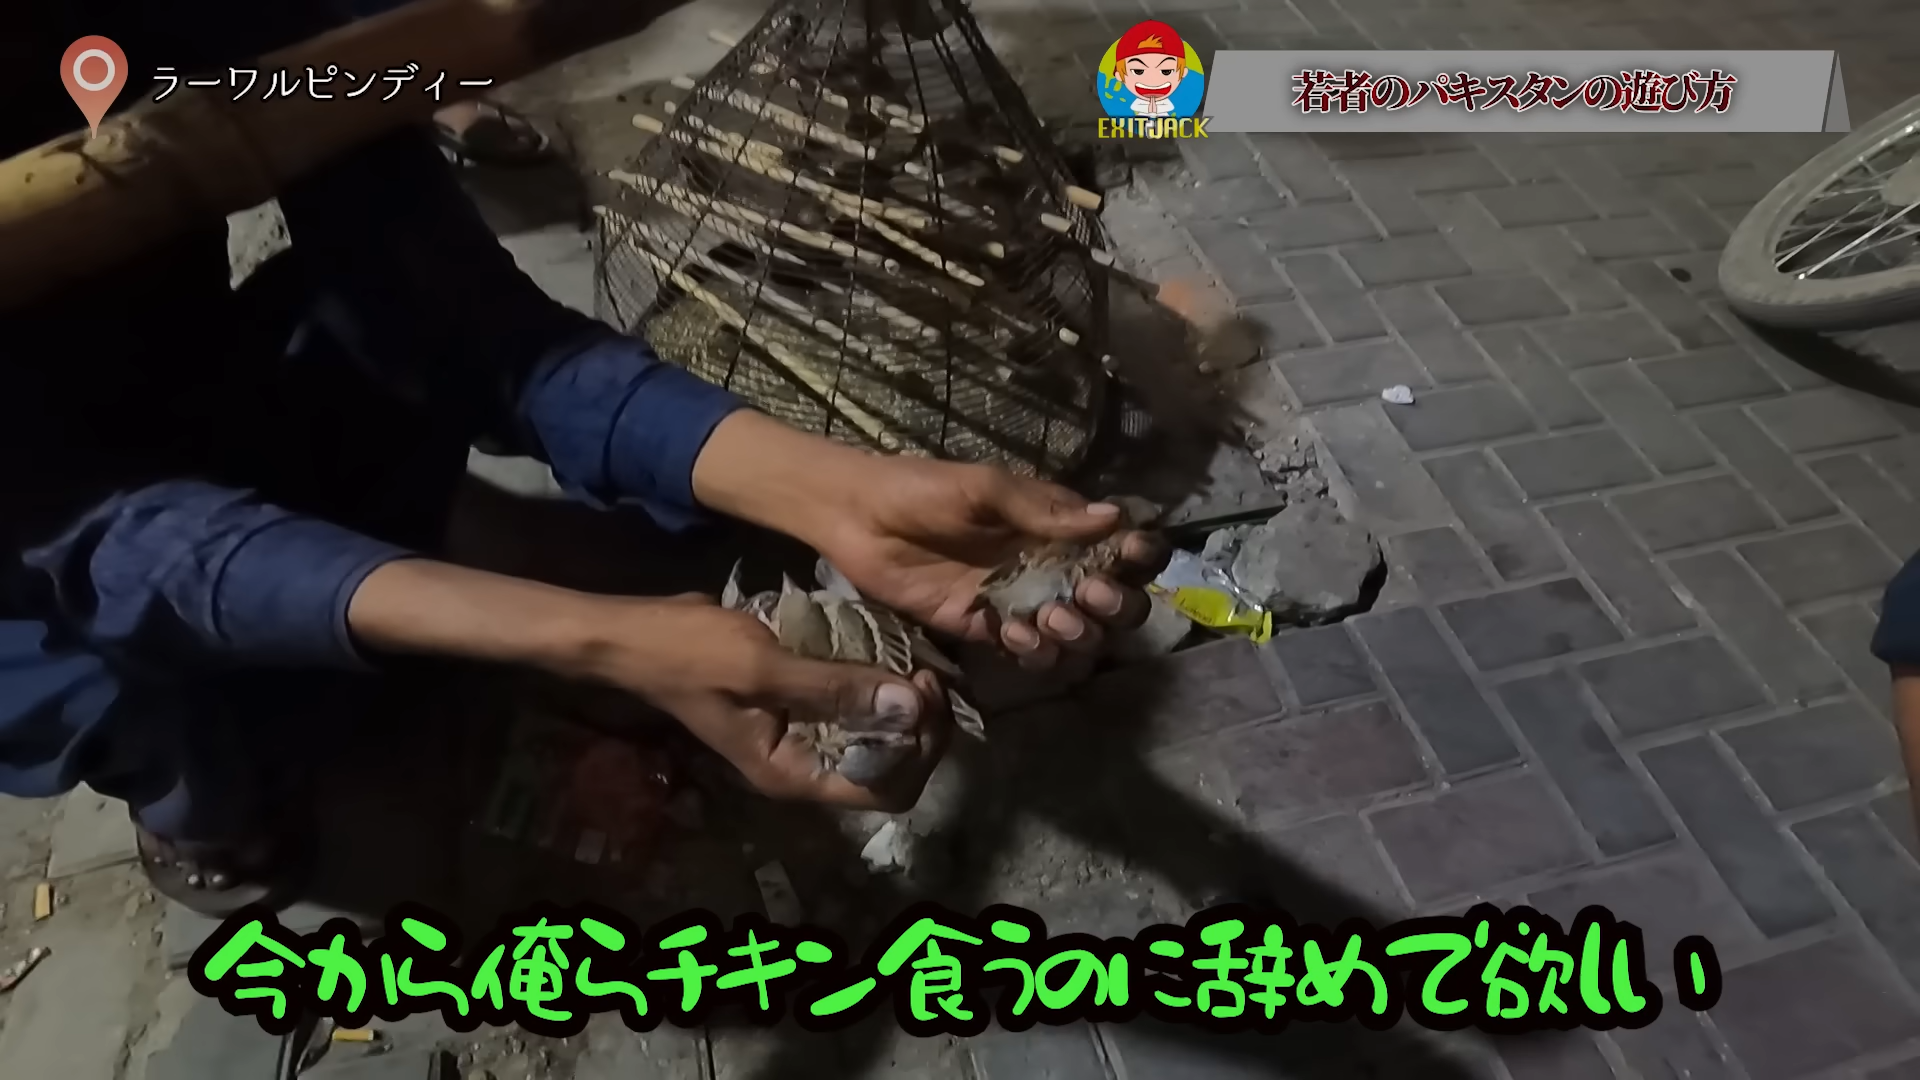 ラーワルピンディー
EXITJACK
若者のパキスタンの遊び方
今から俺らチキン食うのに辞めて欲しい